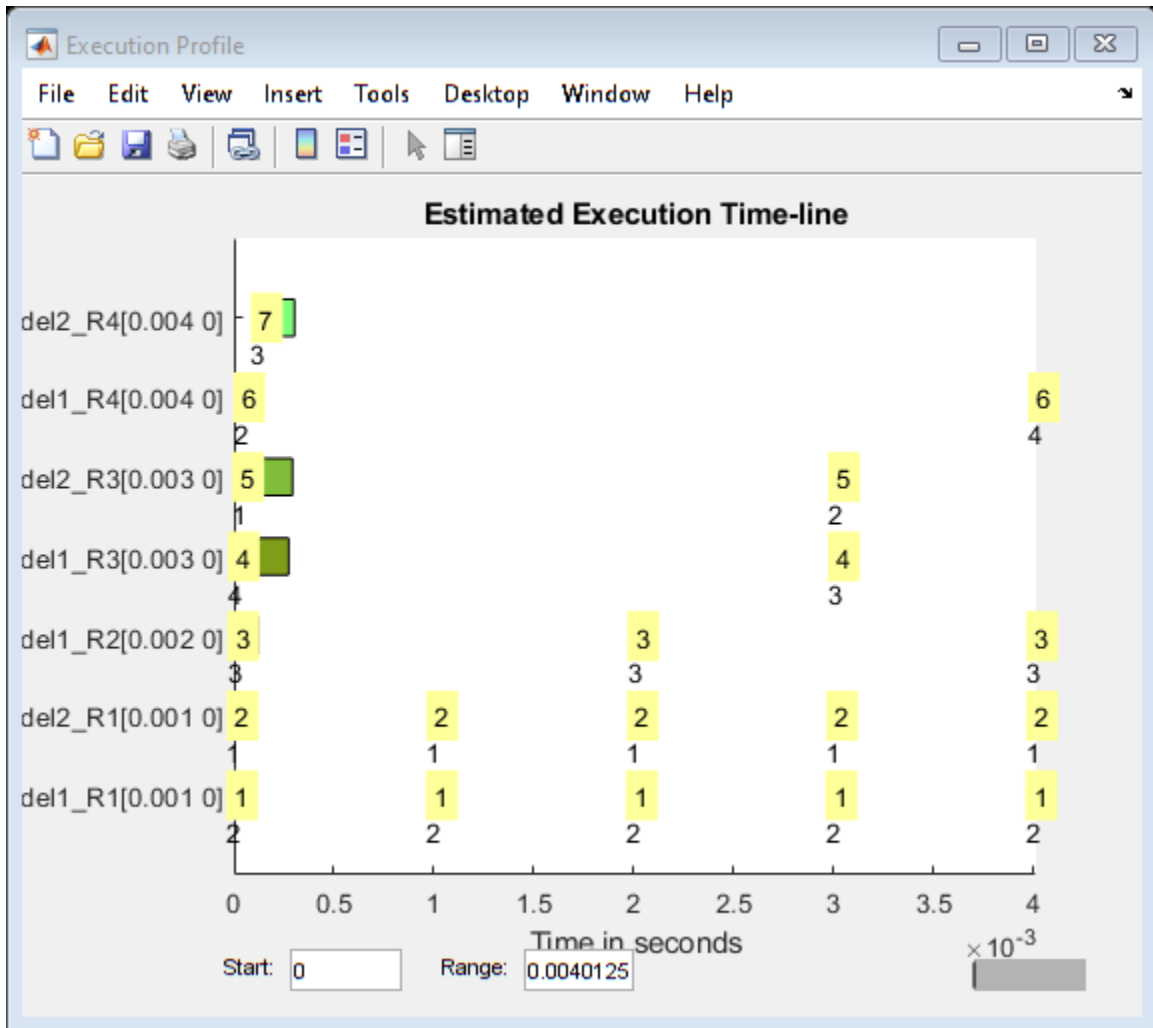 Execution Profile
File Edit View Insert Tools Desktop Window Help
Estimated Execution Time-line
del2_R4[0.004 0] 7
3
del1_R4[0.004 0] 6 6
2 4
del2_R3[0.003 0] 5 5
1 2
del1_R3[0.003 0] 4 4
4 3
del1_R2[0.002 0] 3 3 3
3 3 3
del2_R1[0.001 0] 2 2 2 2 2
1 1 1 1 1
del1_R1[0.001 0] 1 1 1 1 1
2 2 2 2 2
0 0.5 1 1.5 2 2.5 3 3.5 4
Time in seconds ×10-3
Start: 0 Range: 0.0040125